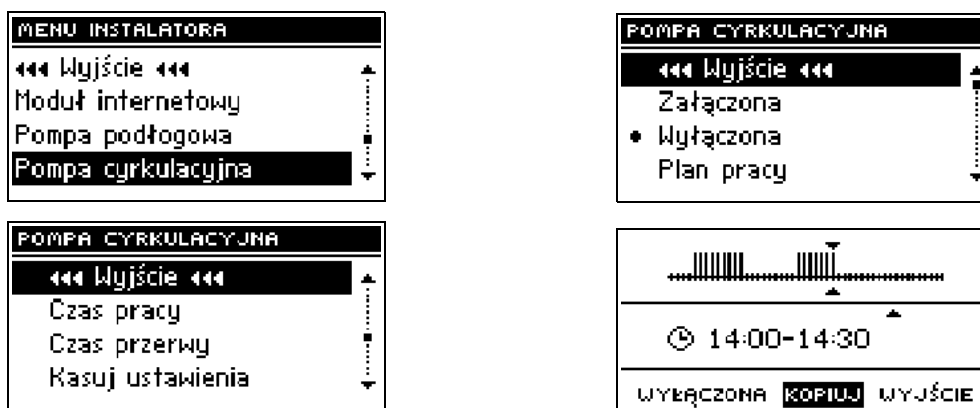 MENU INSTALATORA
Wyjście
Moduł internetowy
Pompa podłogowa
Pompa cyrkulacyjna
POMPA CYRKULACYJNA
Wyjście
Załączona
Wyłączona
Plan pracy
POMPA CYRKULACYJNA
Wyjście
Czas pracy
Czas przerwy
Kasuj ustawienia
14:00-14:30
WYŁĄCZONA KOPIUJ WYJŚCIE